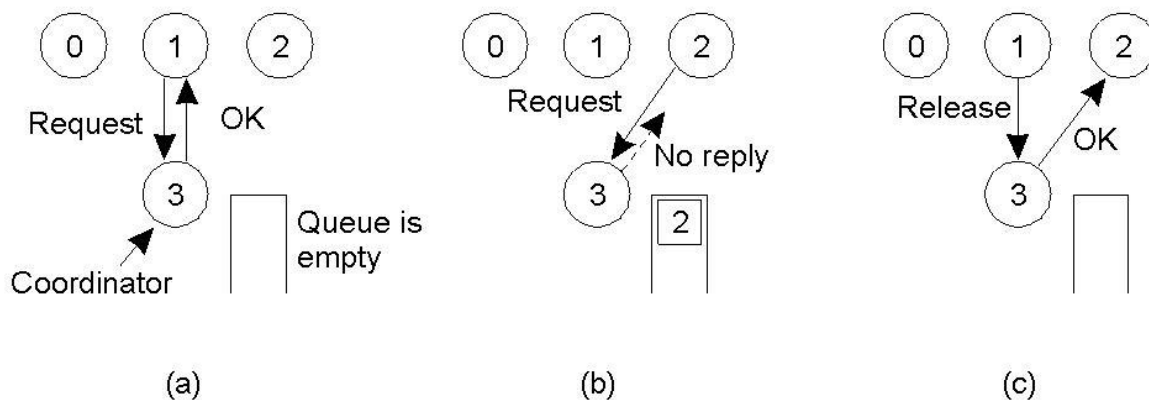 0 1 2
Request
OK
3
Coordinator
Queue is
empty
(a)
0 1 2
Request
No reply
3
2
(b)
0 1 2
Release
OK
3
(c)